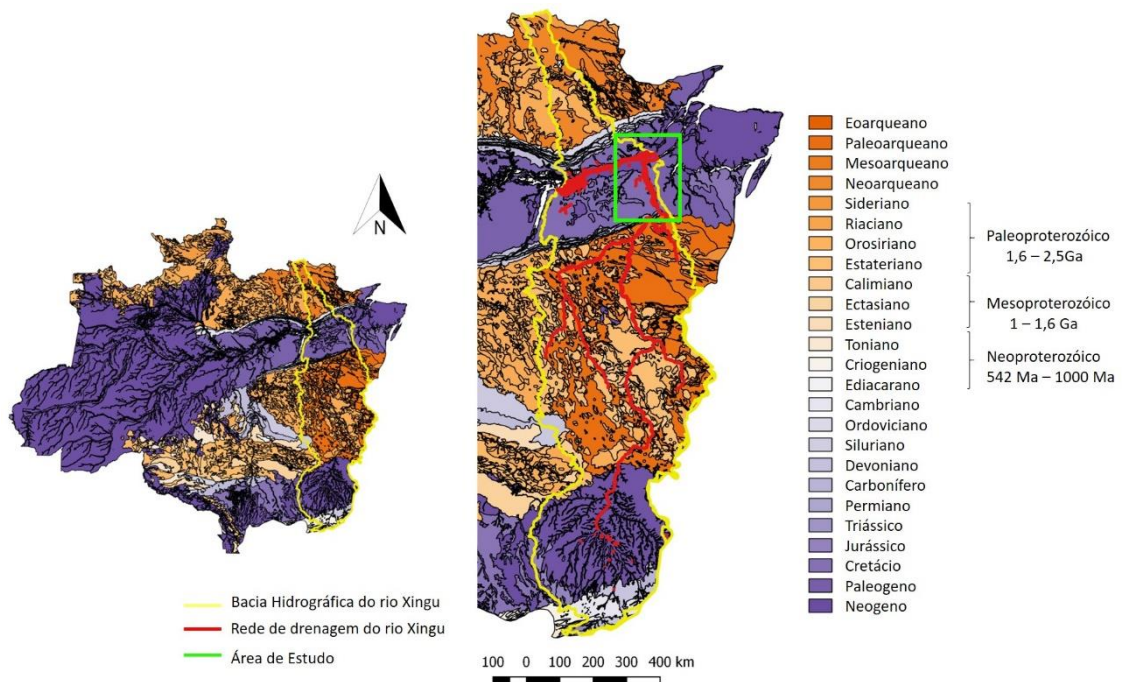 Eoarqueano
Paleoarqueano
Mesoarqueano
Neoarqueano
Sideriano
Riaciano
Orosiriano
Estateriano
Calimiano
Ectasiano
Esteniano
Toniano
Criogeniano
Ediacarano
Cambriano
Ordoviciano
Siluriano
Devoniano
Carbonífero
Permiano
Triássico
Jurássico
Cretácio
Paleogeno
Neogeno
Paleoproterozóico
1,6 – 2,5Ga
Mesoproterozóico
1 – 1,6 Ga
Neoproterozóico
542 Ma – 1000 Ma
N
Bacia Hidrográfica do rio Xingu
Rede de drenagem do rio Xingu
Área de Estudo
100 0 100 200 300 400 km